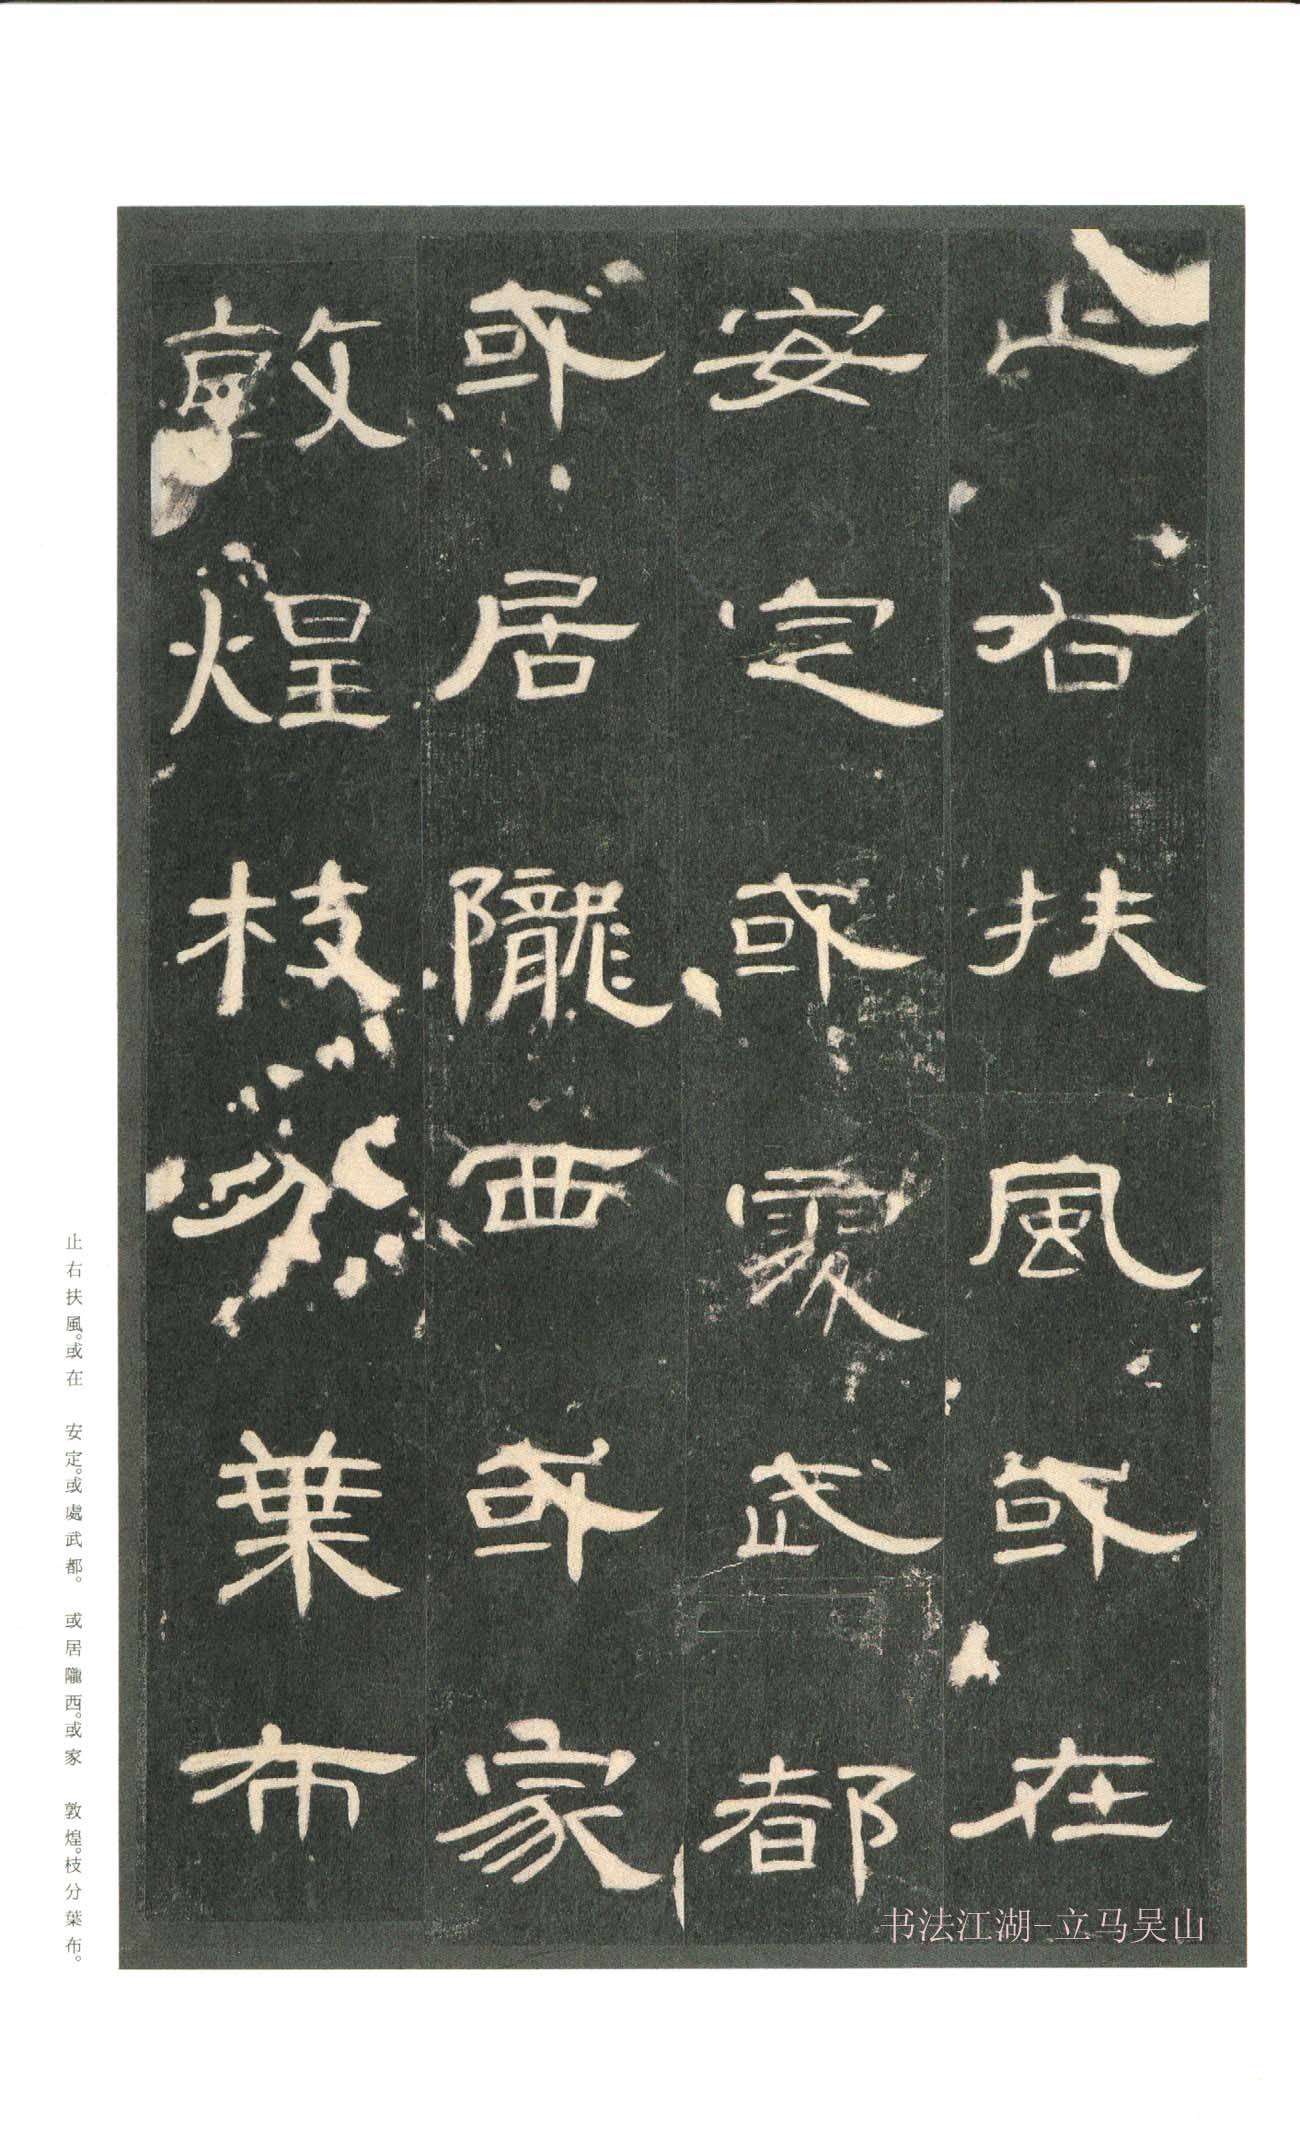 止右扶風或在
安定或處武都
或居隴西或家
敦煌枝分葉布
止右扶風。或在　安定。或處武都。　或居隴西。或家　敦煌。枝分葉布。
书法江湖-立马吴山